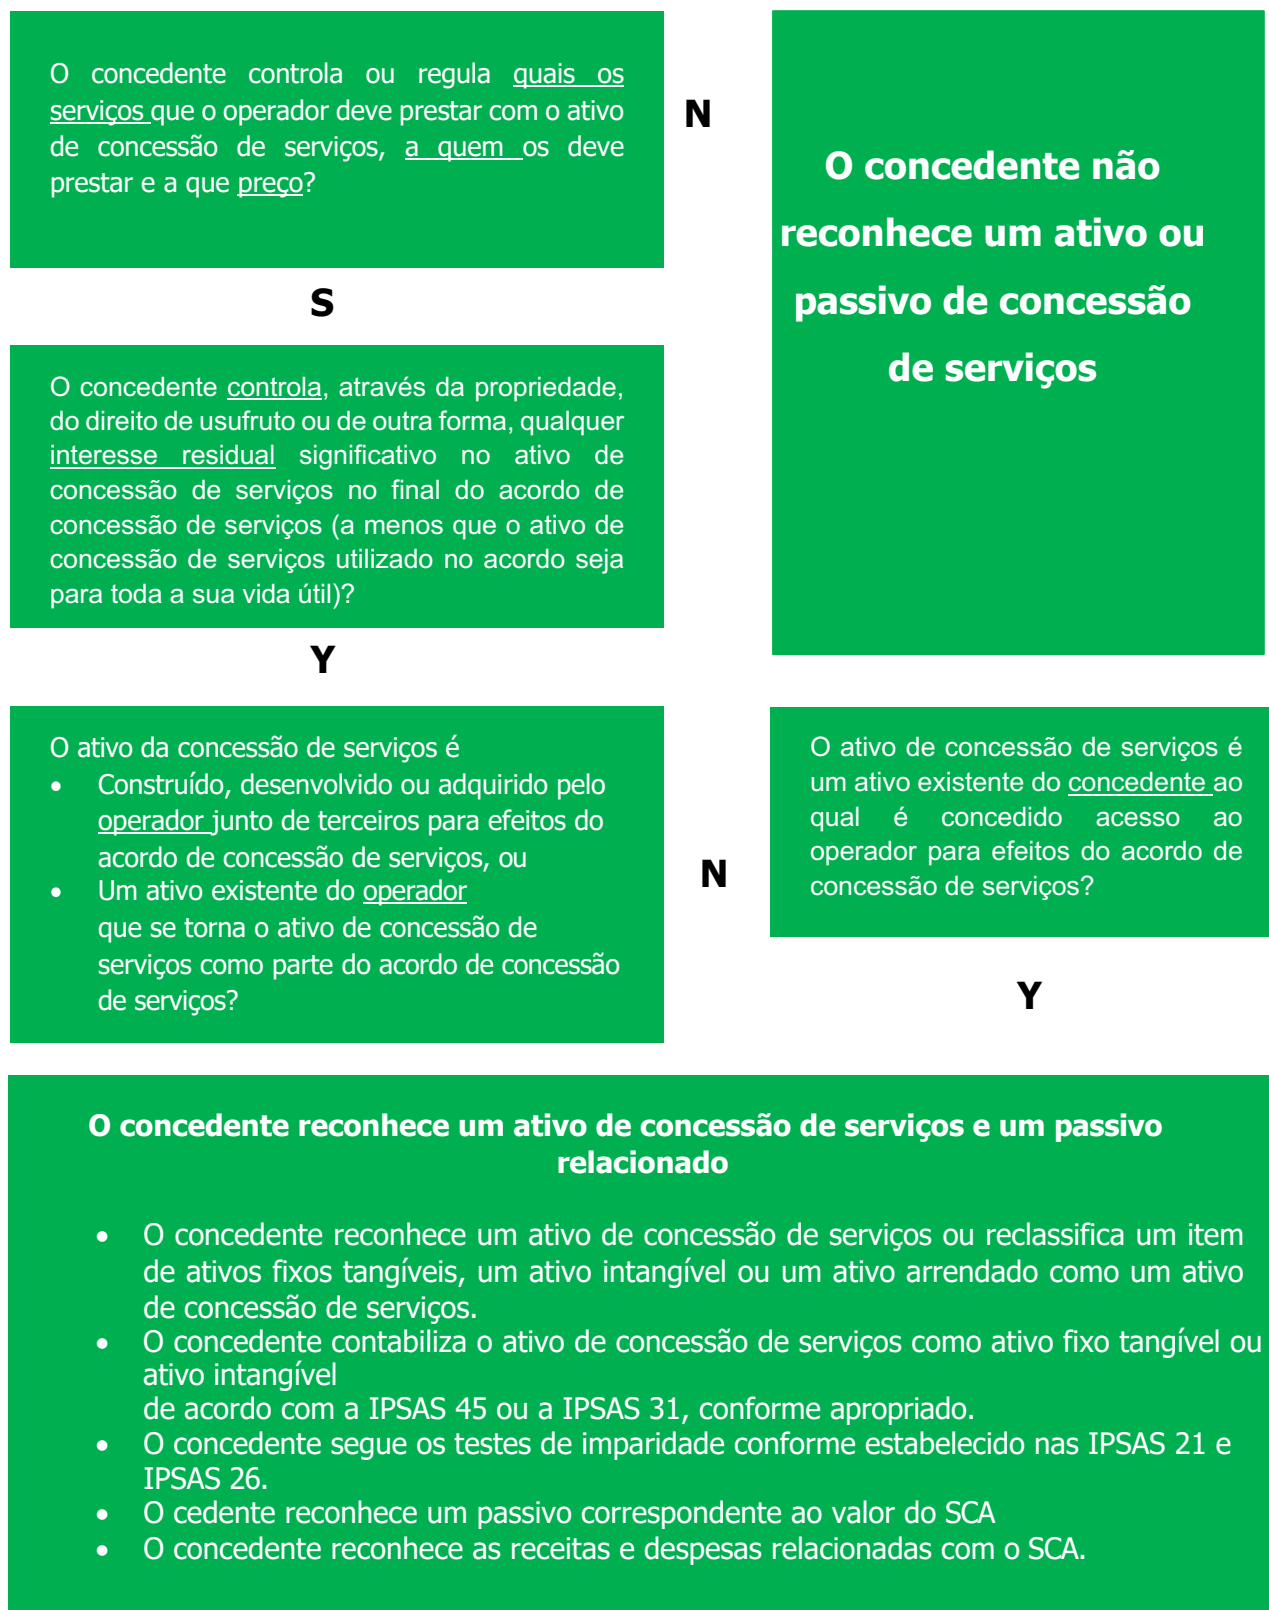 O concedente controla ou regula quais os
serviços que o operador deve prestar com o ativo
de concessão de serviços, a quem os deve
prestar e a que preço?
N
O concedente não
reconhece um ativo ou
passivo de concessão
de serviços
S
O concedente controla, através da propriedade,
do direito de usufruto ou de outra forma, qualquer
interesse residual significativo no ativo de
concessão de serviços no final do acordo de
concessão de serviços (a menos que o ativo de
concessão de serviços utilizado no acordo seja
para toda a sua vida útil)?
Y
O ativo da concessão de serviços é
• Construído, desenvolvido ou adquirido pelo
operador junto de terceiros para efeitos do
acordo de concessão de serviços, ou
• Um ativo existente do operador
que se torna o ativo de concessão de
serviços como parte do acordo de concessão
de serviços?
N
O ativo de concessão de serviços é
um ativo existente do concedente ao
qual é concedido acesso ao
operador para efeitos do acordo de
concessão de serviços?
Y
O concedente reconhece um ativo de concessão de serviços e um passivo
relacionado
• O concedente reconhece um ativo de concessão de serviços ou reclassifica um item
de ativos fixos tangíveis, um ativo intangível ou um ativo arrendado como um ativo
de concessão de serviços.
• O concedente contabiliza o ativo de concessão de serviços como ativo fixo tangível ou
ativo intangível
de acordo com a IPSAS 45 ou a IPSAS 31, conforme apropriado.
• O concedente segue os testes de imparidade conforme estabelecido nas IPSAS 21 e
IPSAS 26.
• O cedente reconhece um passivo correspondente ao valor do SCA
• O concedente reconhece as receitas e despesas relacionadas com o SCA.